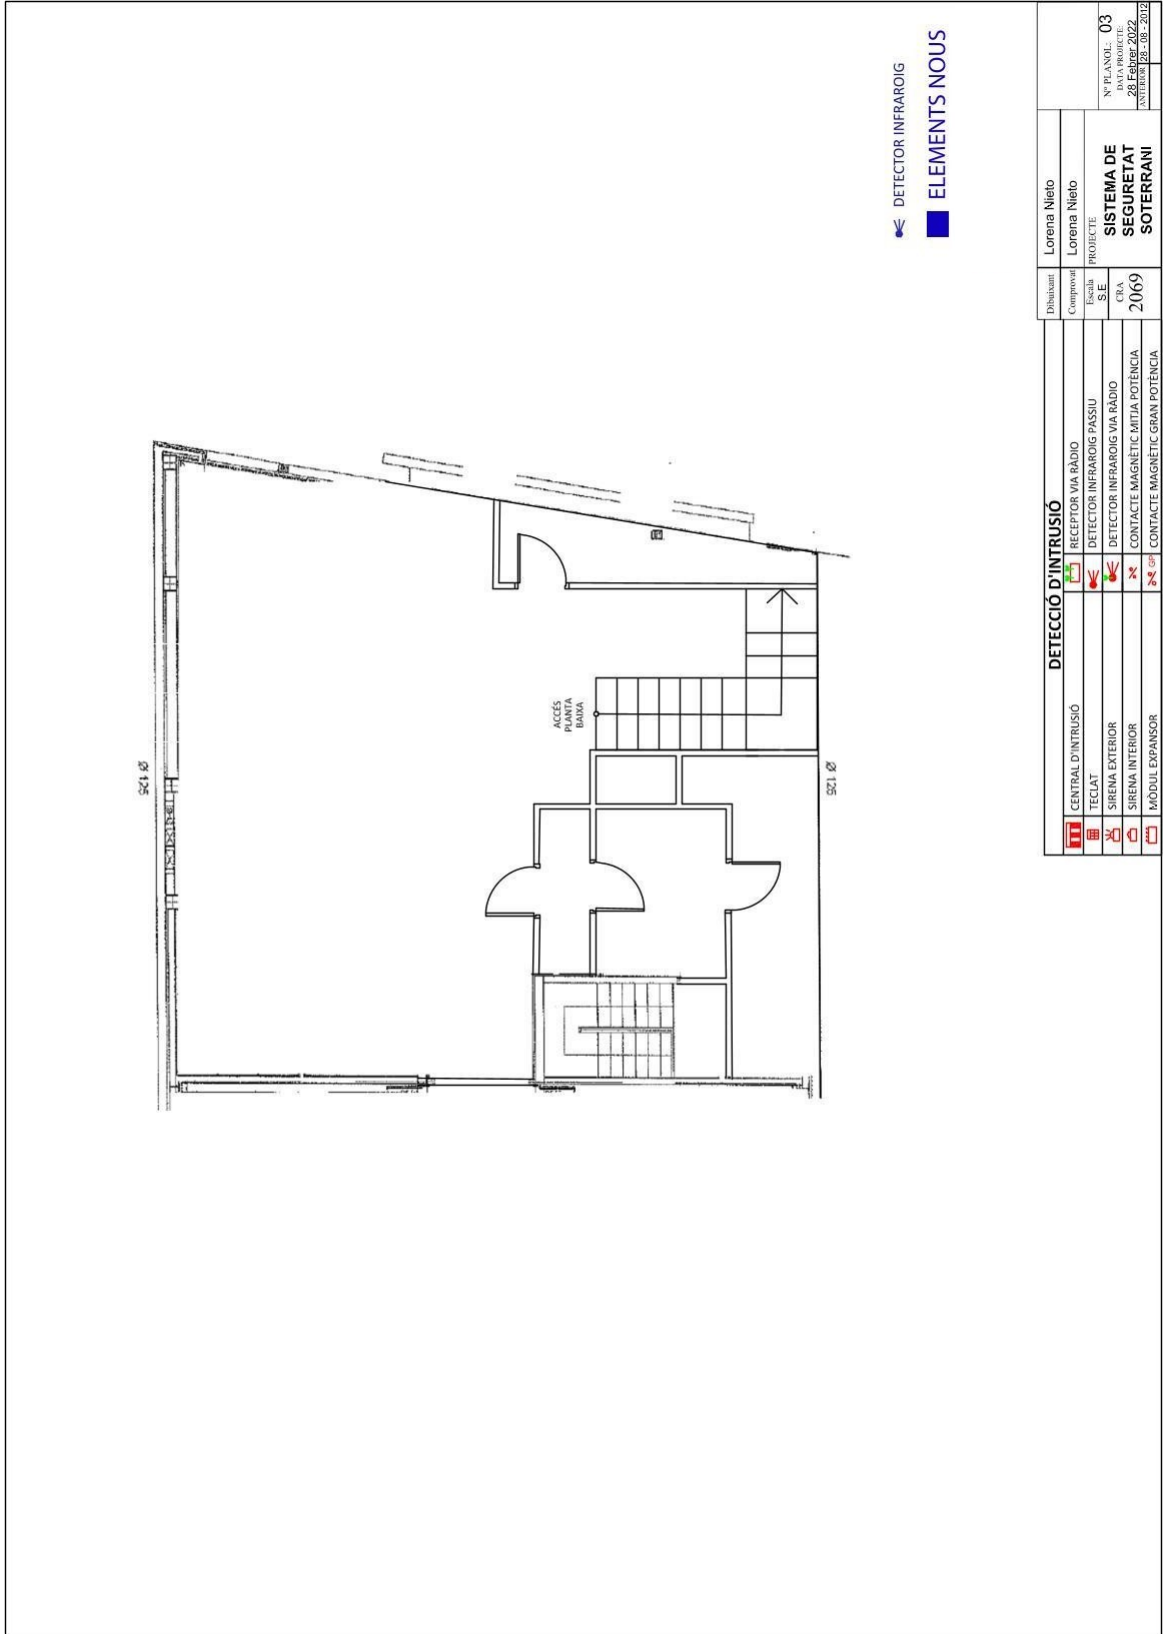 Ø 125
ACCÉS
PLANTA
BAIXA
Ø 125
DETECTOR INFRAROIG
ELEMENTS NOUS
DETECCIÓ D'INTRUSIÓ
CENTRAL D'INTRUSIÓ
TECLAT
SIRENA EXTERIOR
SIRENA INTERIOR
MÒDUL EXPANSOR
RECEPTOR VIA RÀDIO
DETECTOR INFRAROIG PASSIU
DETECTOR INFRAROIG VIA RÀDIO
CONTACTE MAGNÈTIC MITJA POTÈNCIA
GP
CONTACTE MAGNÈTIC GRAN POTÈNCIA
Dibuixant
Lorena Nieto
Comprovat
Lorena Nieto
Escala
S.E
CRA
2069
PROJECTE
SISTEMA DE
SEGURETAT
SOTERRANI
Nº PLANOL: 03
DATA PROJECTE:
28 Febrer 2022
ANTERIOR 28 - 08 - 2012